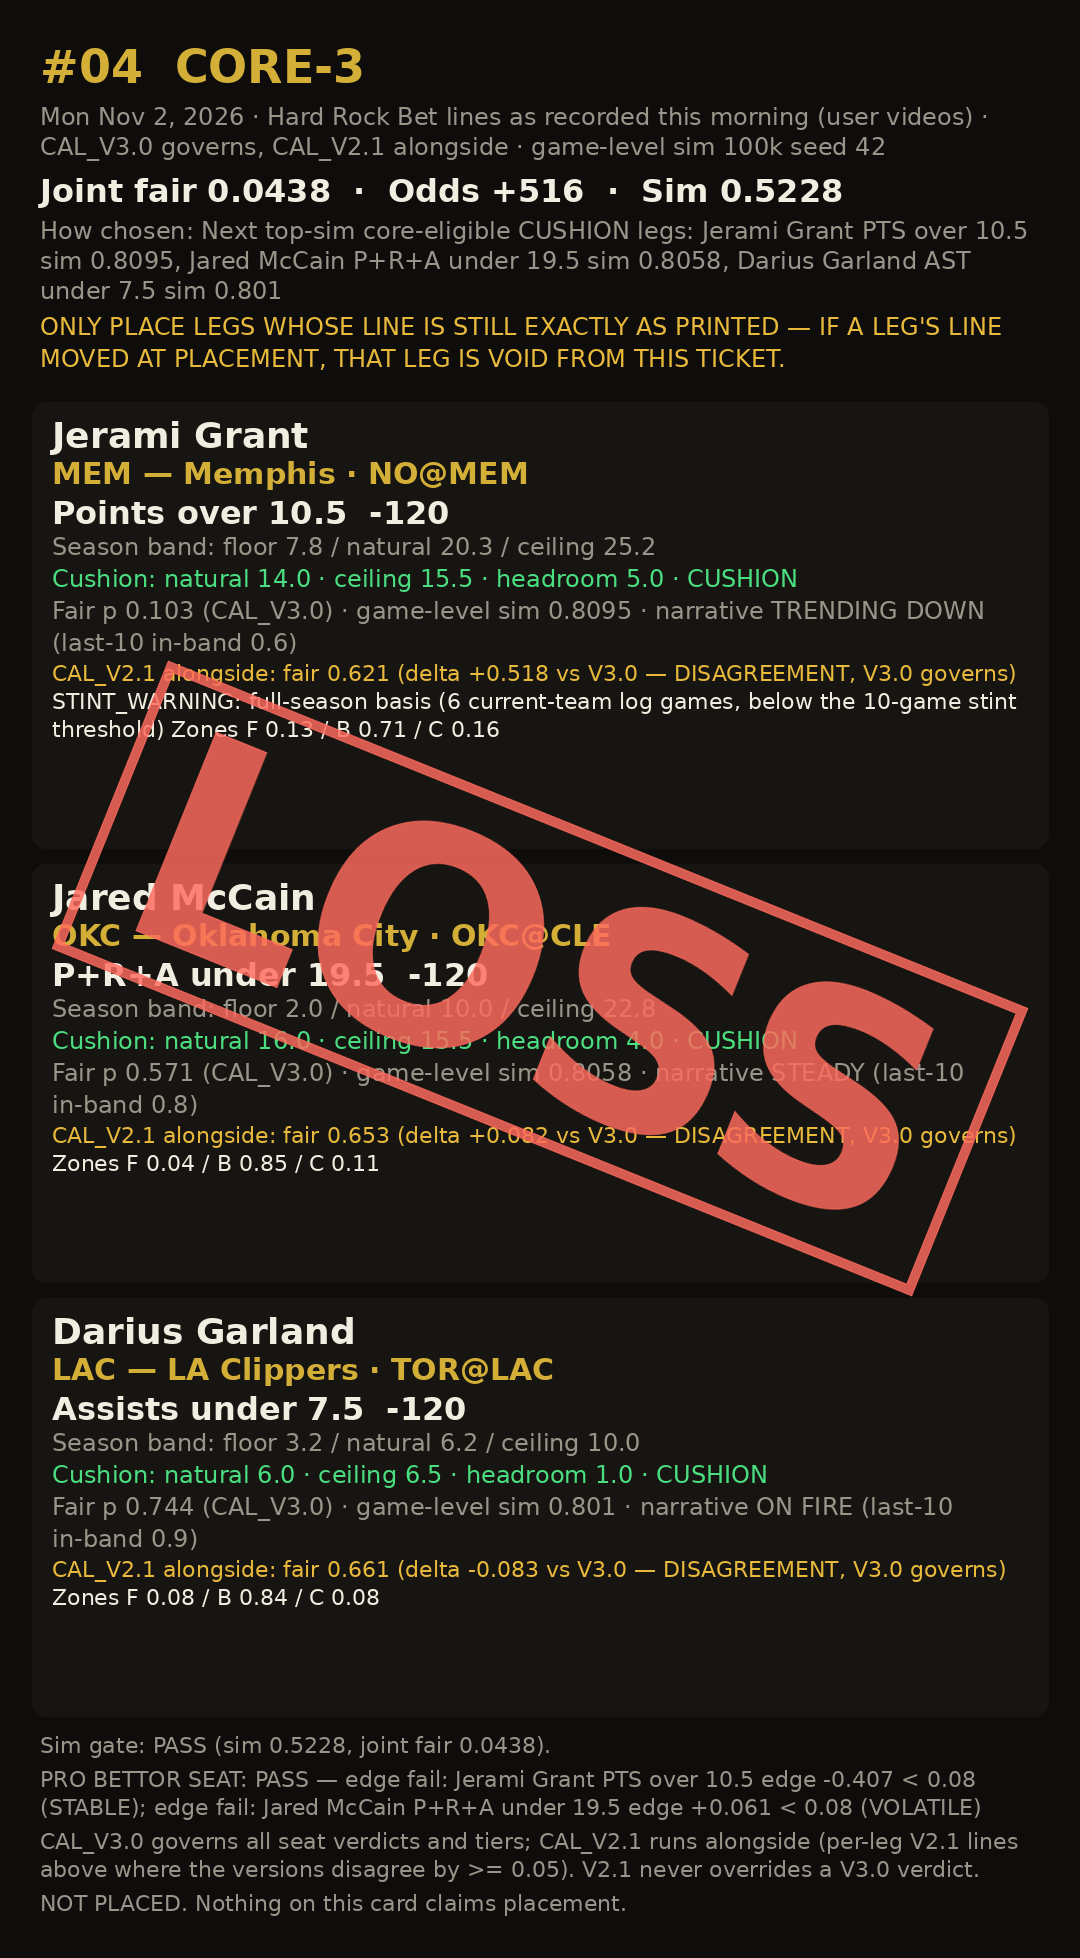 #04 CORE-3
Mon Nov 2, 2026 · Hard Rock Bet lines as recorded this morning (user videos) ·
CAL_V3.0 governs, CAL_V2.1 alongside · game-level sim 100k seed 42
Joint fair 0.0438 · Odds +516 · Sim 0.5228
How chosen: Next top-sim core-eligible CUSHION legs: Jerami Grant PTS over 10.5
sim 0.8095, Jared McCain P+R+A under 19.5 sim 0.8058, Darius Garland AST
under 7.5 sim 0.801
ONLY PLACE LEGS WHOSE LINE IS STILL EXACTLY AS PRINTED — IF A LEG'S LINE
MOVED AT PLACEMENT, THAT LEG IS VOID FROM THIS TICKET.
Jerami Grant
MEM — Memphis · NO@MEM
Points over 10.5 -120
Season band: floor 7.8 / natural 20.3 / ceiling 25.2
Cushion: natural 14.0 · ceiling 15.5 · headroom 5.0 · CUSHION
Fair p 0.103 (CAL_V3.0) · game-level sim 0.8095 · narrative TRENDING DOWN
(last-10 in-band 0.6)
CAL_V2.1 alongside: fair 0.621 (delta +0.518 vs V3.0 — DISAGREEMENT, V3.0 governs)
STINT_WARNING: full-season basis (6 current-team log games, below the 10-game stint
threshold) Zones F 0.13 / B 0.71 / C 0.16
LOSS
Jared McCain
OKC — Oklahoma City · OKC@CLE
P+R+A under 19.5 -120
Season band: floor 2.0 / natural 10.0 / ceiling 22.8
Cushion: natural 16.0 · ceiling 15.5 · headroom 4.0 · CUSHION
Fair p 0.571 (CAL_V3.0) · game-level sim 0.8058 · narrative STEADY (last-10
in-band 0.8)
CAL_V2.1 alongside: fair 0.653 (delta +0.082 vs V3.0 — DISAGREEMENT, V3.0 governs)
Zones F 0.04 / B 0.85 / C 0.11
Darius Garland
LAC — LA Clippers · TOR@LAC
Assists under 7.5 -120
Season band: floor 3.2 / natural 6.2 / ceiling 10.0
Cushion: natural 6.0 · ceiling 6.5 · headroom 1.0 · CUSHION
Fair p 0.744 (CAL_V3.0) · game-level sim 0.801 · narrative ON FIRE (last-10
in-band 0.9)
CAL_V2.1 alongside: fair 0.661 (delta -0.083 vs V3.0 — DISAGREEMENT, V3.0 governs)
Zones F 0.08 / B 0.84 / C 0.08
Sim gate: PASS (sim 0.5228, joint fair 0.0438).
PRO BETTOR SEAT: PASS — edge fail: Jerami Grant PTS over 10.5 edge -0.407 < 0.08
(STABLE); edge fail: Jared McCain P+R+A under 19.5 edge +0.061 < 0.08 (VOLATILE)
CAL_V3.0 governs all seat verdicts and tiers; CAL_V2.1 runs alongside (per-leg V2.1 lines
above where the versions disagree by >= 0.05). V2.1 never overrides a V3.0 verdict.
NOT PLACED. Nothing on this card claims placement.